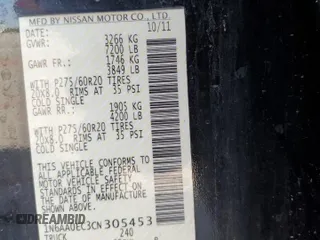 MFD BY NISSAN MOTOR CO., LTD.
DATE: 10/11
GVWR: 3266 KG
7200 LB
GAWR FR: 1746 KG
3849 LB
WITH P275/60R20 TIRES
20X8.0 RIMS AT 35 PSI
COLD SINGLE
GAWR RR: 1905 KG
4200 LB
WITH P275/60R20 TIRES
20X8.0 RIMS AT 35 PSI
COLD SINGLE
THIS VEHICLE CONFORMS TO ALL
APPLICABLE FEDERAL MOTOR
VEHICLE SAFETY STANDARDS IN
EFFECT ON THE DATE OF
MANUFACTURE SHOWN ABOVE
1N6AA0EC3CN305453
TRUCK 240